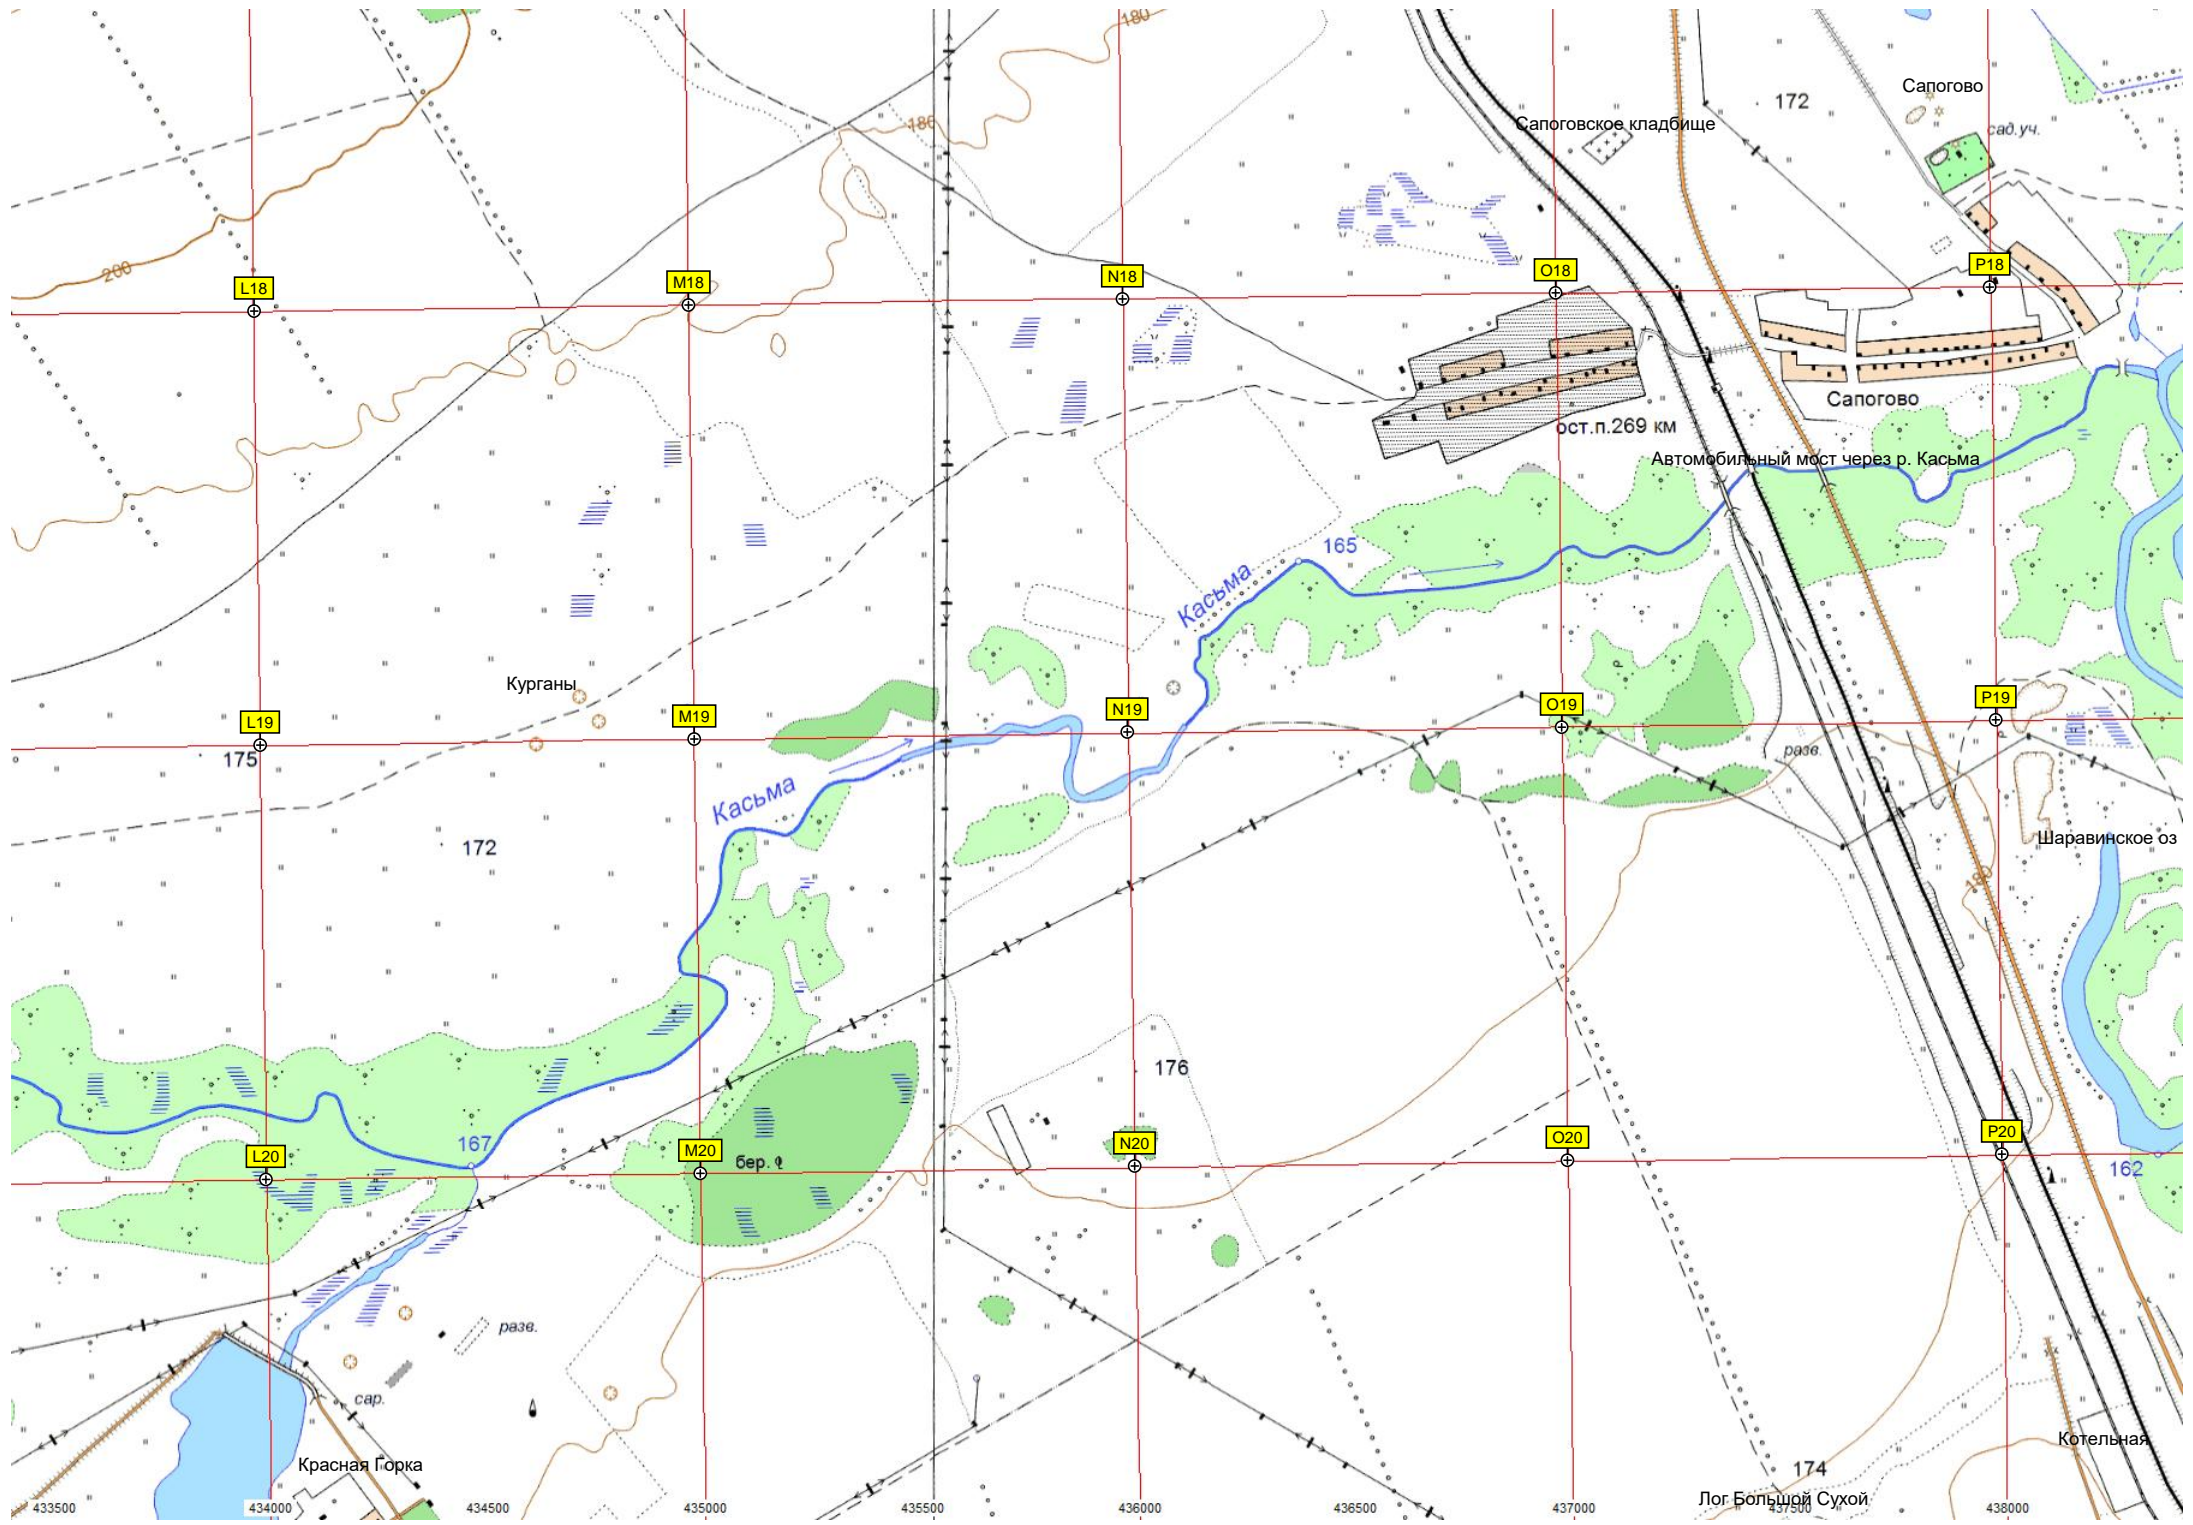 180
Сапогово
172
Сапоговское кладбище
180
сад.уч.
200
L18
M18
N18
O18
P18
Сапогово
ост.п.269 км
Автомобильный мост через р. Касьма
165
Касьма
Курганы
L19
M19
N19
O19
P19
175
разв.
Касьма
172
Шаравинское оз
180
176
167
L20
M20
N20
O20
P20
бер.
162
разв.
сар.
Красная Горка
Котельная
174
Лог Большой Сухой
433500
434000
434500
435000
435500
436000
436500
437000
437500
438000